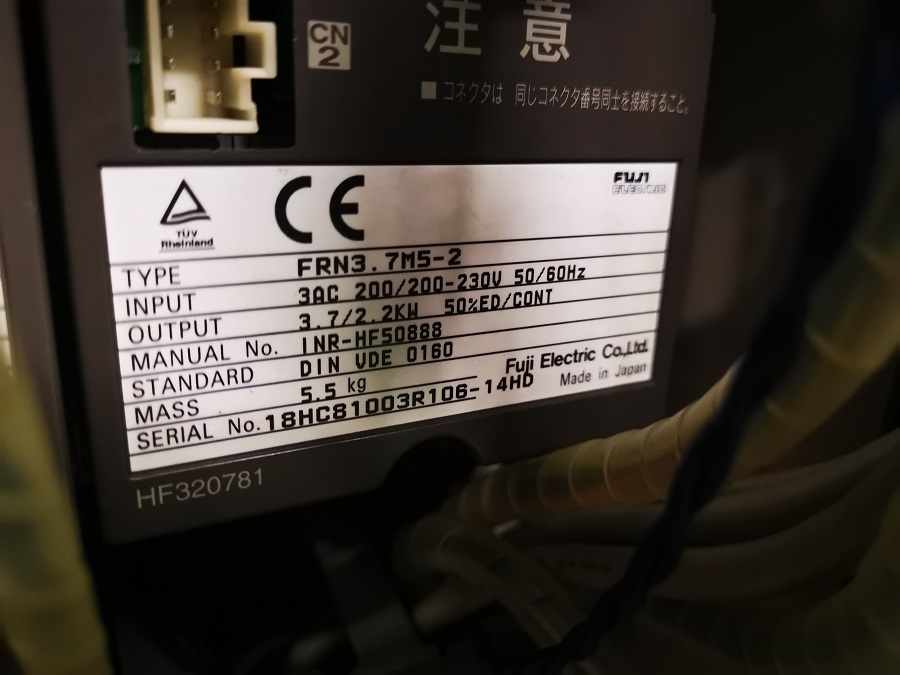 CN
2
注意
■ コネクタは 同じコネクタ番号同士を接続すること。
TÜV
Rheinland
CE
FUJI
ELECTRIC
TYPE FRN3.7M5-2
INPUT 3AC 200/200-230V 50/60Hz
OUTPUT 3.7/2.2KW 50%ED/CONT
MANUAL No. INR-HF50888
STANDARD DIN VDE 0160
MASS 5.5 kg
Fuji Electric Co.,Ltd.
SERIAL No. 18HC81003R106-14HD
Made in Japan
HF320781